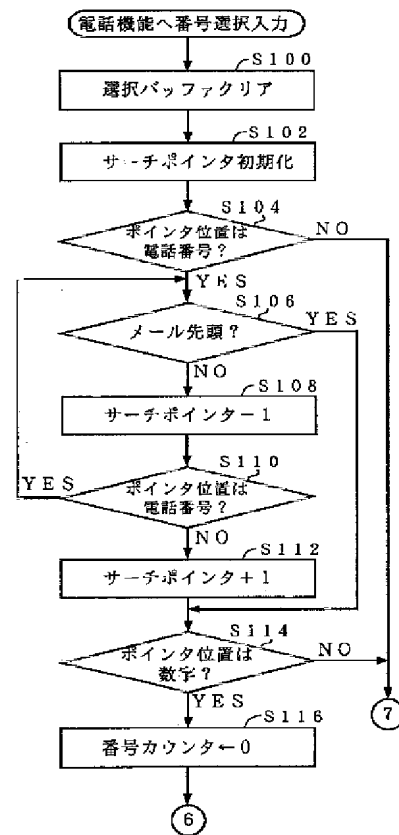 電話機能へ番号選択入力
S100
選択バッファクリア
S102
サーチポインタ初期化
S104
ポインタ位置は
電話番号?
NO
YES
S106
メール先頭?
YES
NO
S108
サーチポインタ-1
S110
YES
ポインタ位置は
電話番号?
NO
S112
サーチポインタ+1
S114
ポインタ位置は
数字?
NO
YES
⑦
S116
番号カウンタ←0
⑥